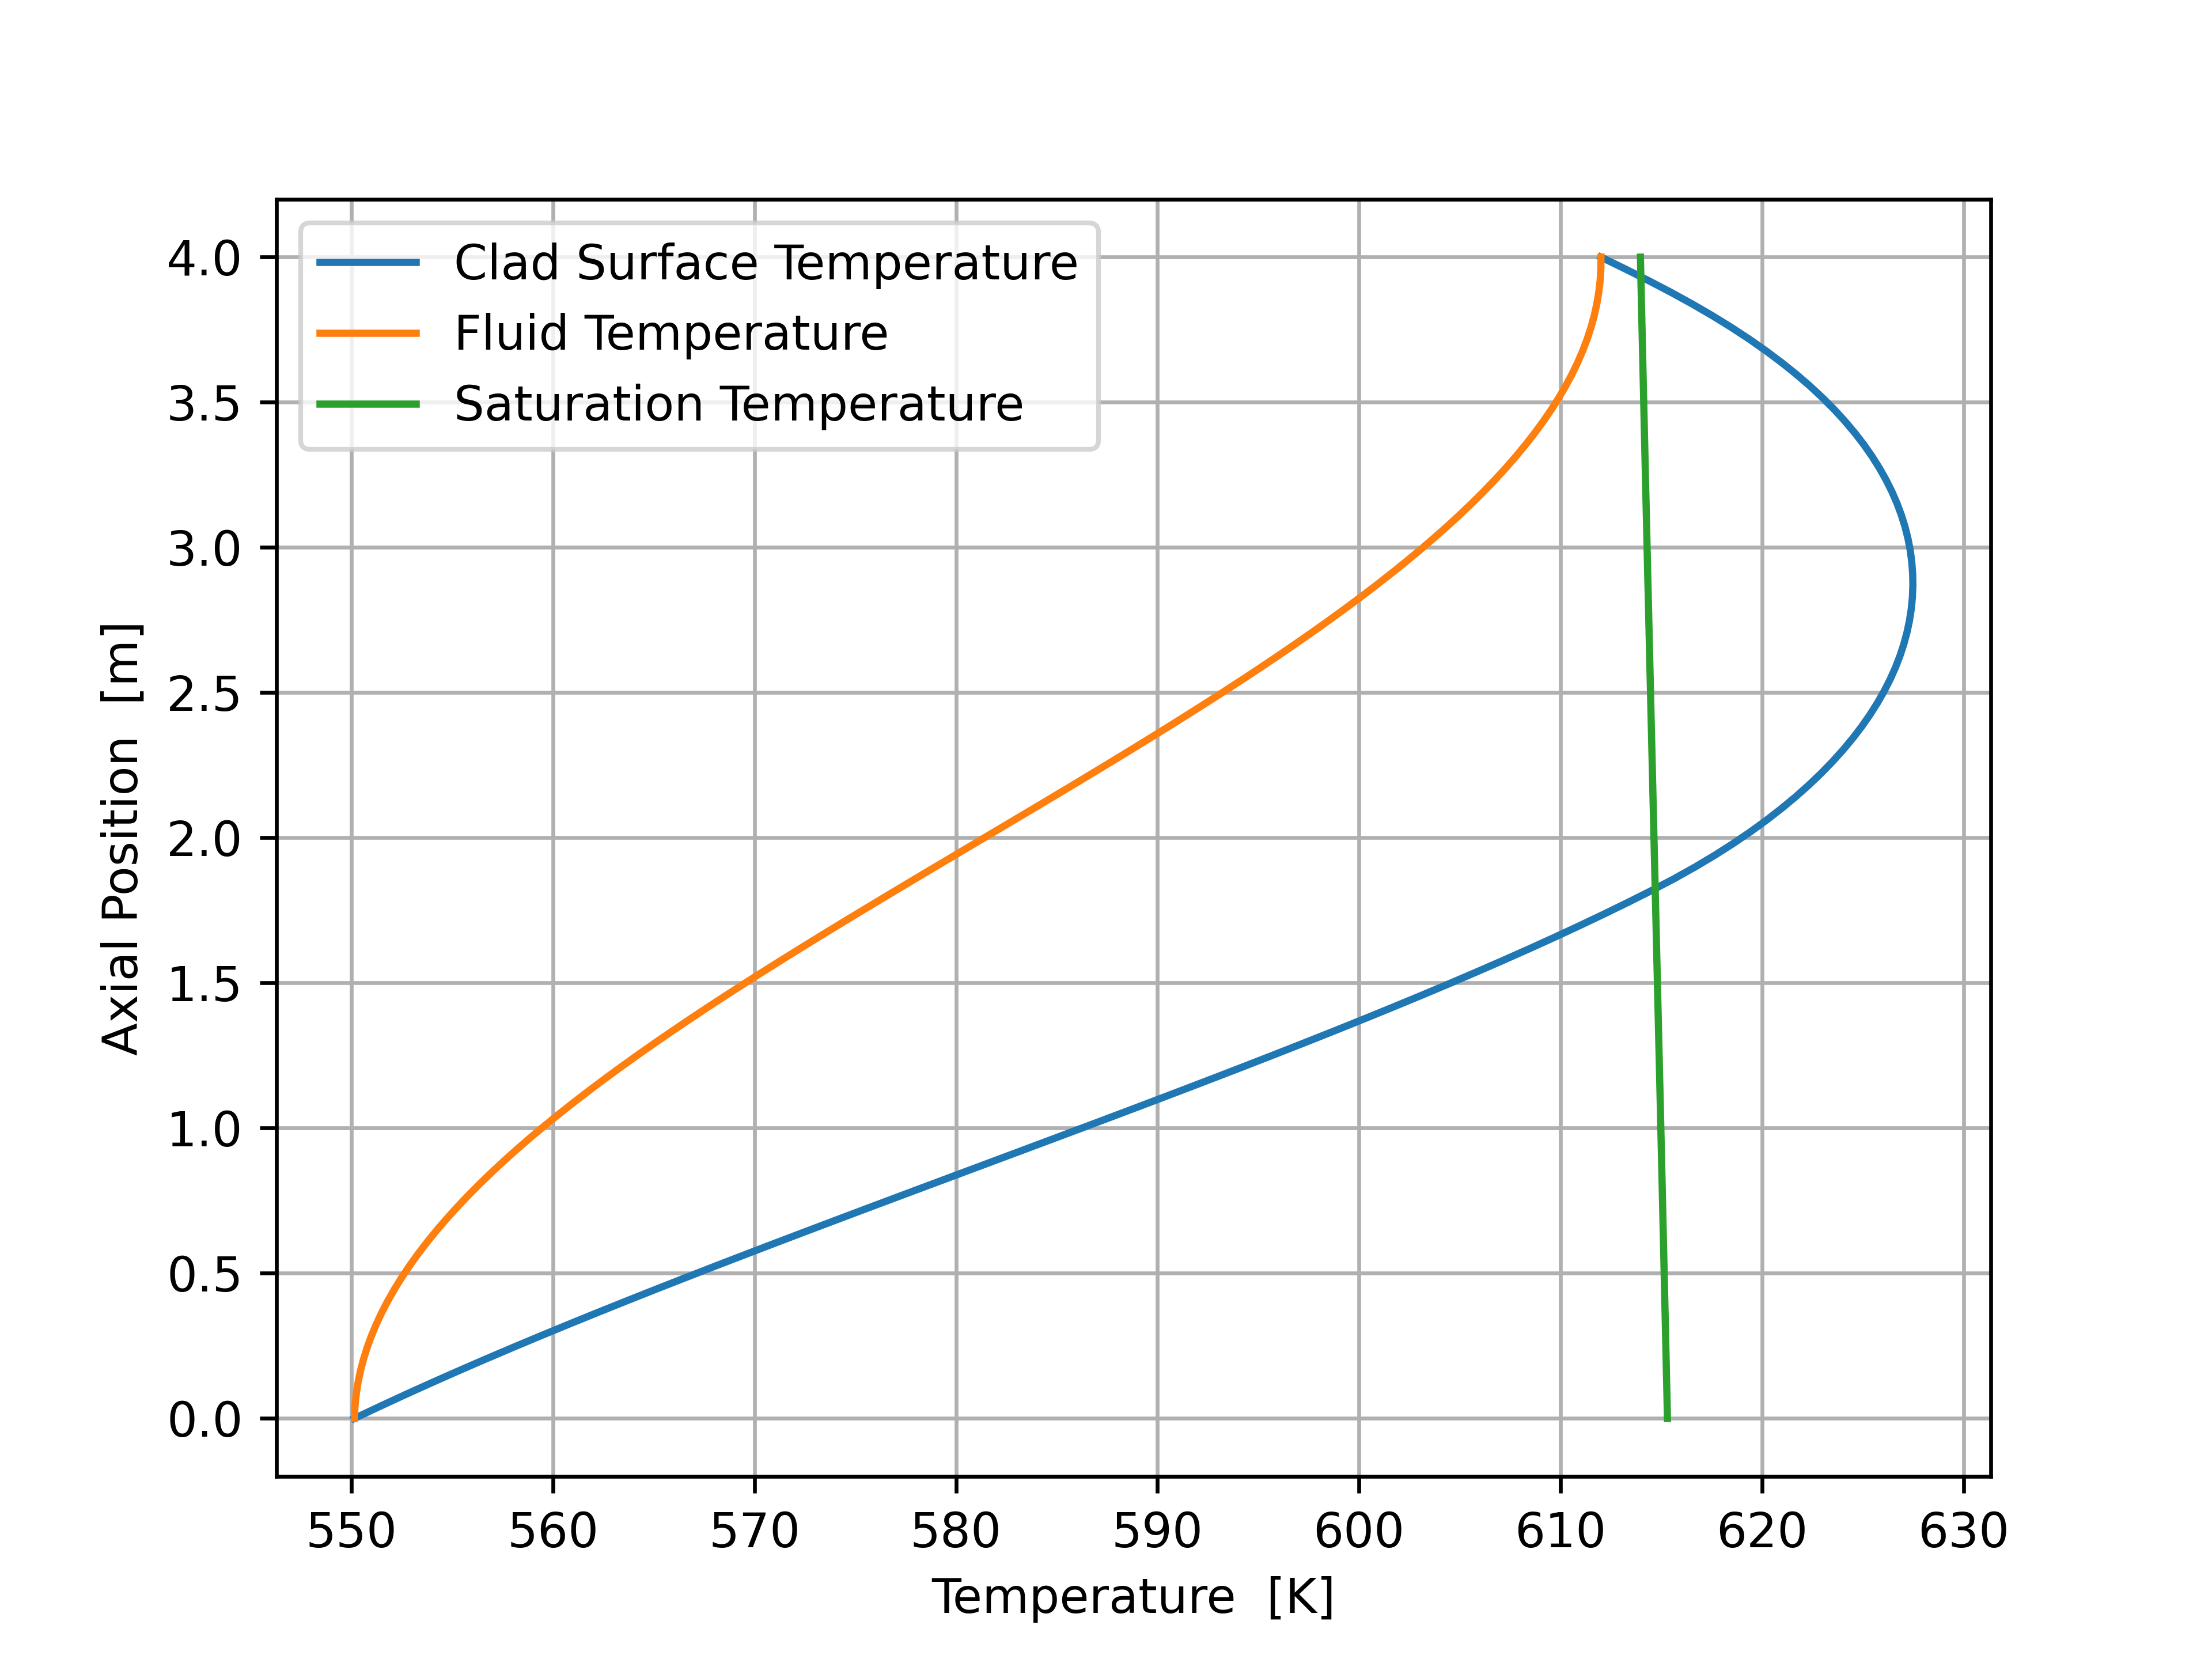 Clad Surface Temperature
Fluid Temperature
Saturation Temperature
4.0
3.5
3.0
2.5
2.0
1.5
1.0
0.5
0.0
Axial Position [m]
550 560 570 580 590 600 610 620 630
Temperature [K]